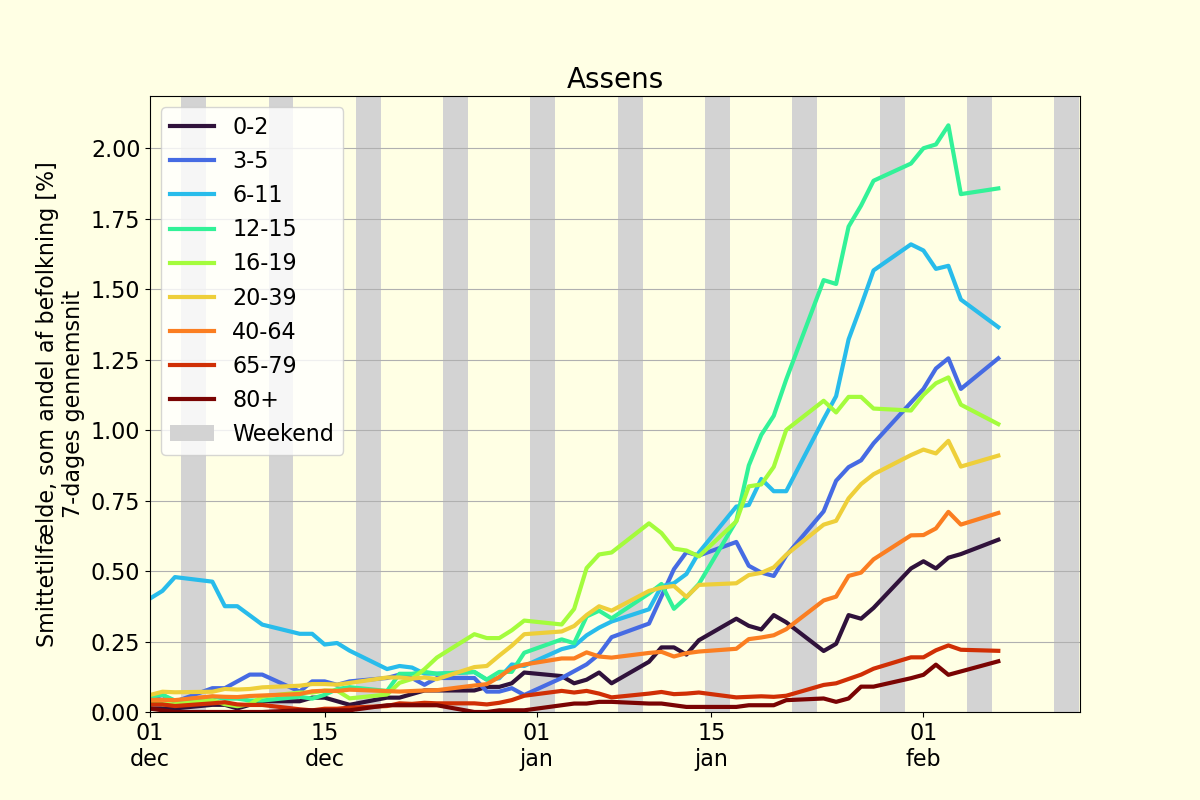 Assens
Smittetilfælde, som andel af befolkning [%]
7-dages gennemsnit
2.00
1.75
1.50
1.25
1.00
0.75
0.50
0.25
0.00
0-2
3-5
6-11
12-15
16-19
20-39
40-64
65-79
80+
Weekend
01
dec
15
dec
01
jan
15
jan
01
feb